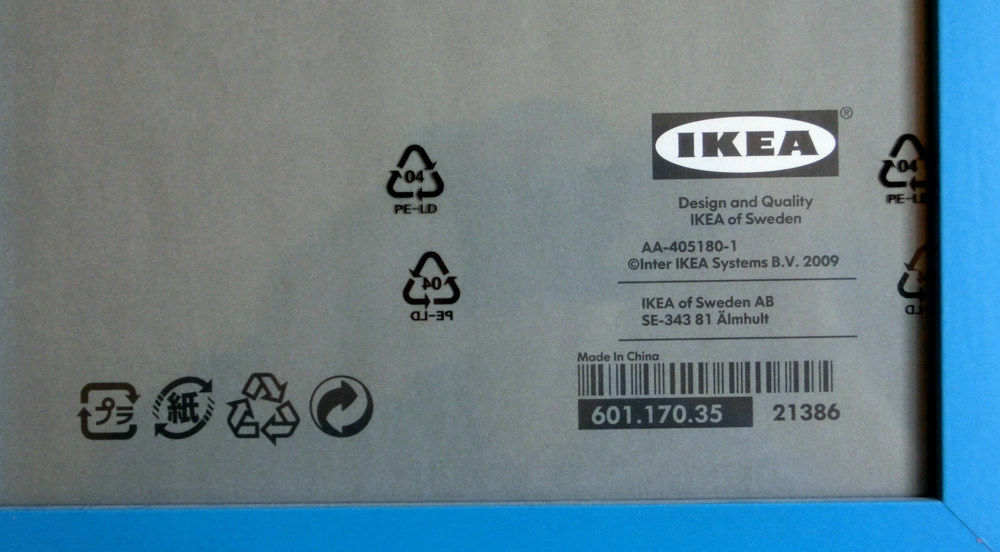 IKEA®
04
PE-LD
04
PE-L
Design and Quality
IKEA of Sweden
AA-405180-1
©Inter IKEA Systems B.V. 2009
04
PE-LD
IKEA of Sweden AB
SE-343 81 Älmhult
Made In China
プラ
紙
601.170.35 21386